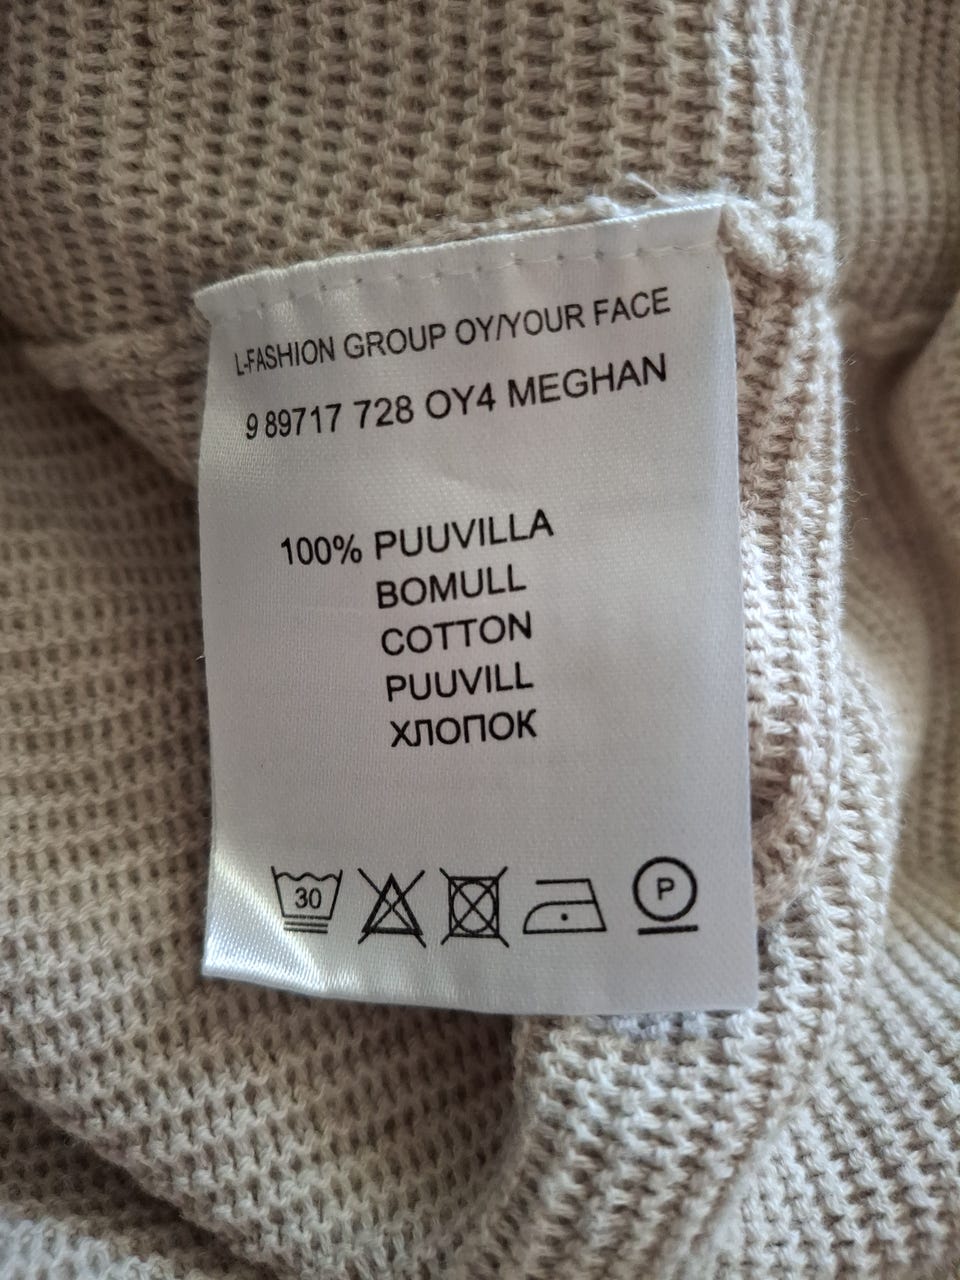 L-FASHION GROUP OY/YOUR FACE
9 89717 728 OY4 MEGHAN
100% PUUVILLA
BOMULL
COTTON
PUUVILL
ХЛОПОК
30
P